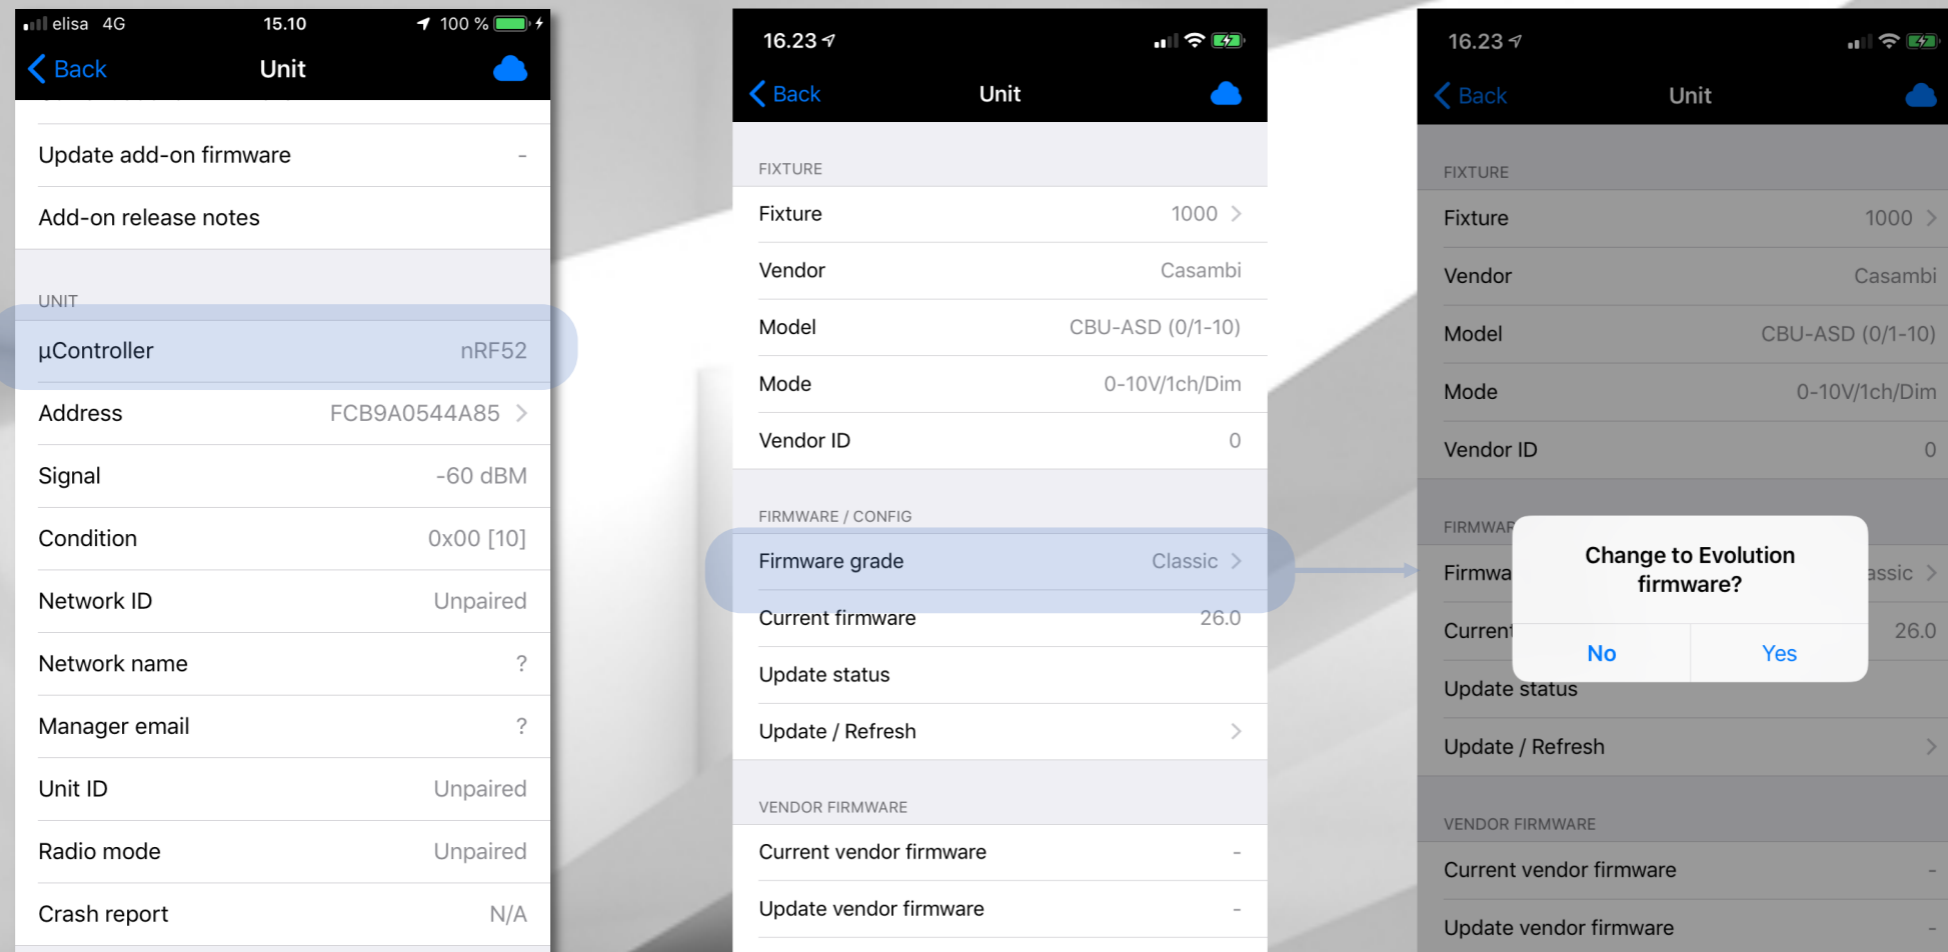 elisa 4G 15.10 100 %
Back Unit
Update add-on firmware -
Add-on release notes
UNIT
µController nRF52
Address FCB9A0544A85
Signal -60 dBM
Condition 0x00 [10]
Network ID Unpaired
Network name ?
Manager email ?
Unit ID Unpaired
Radio mode Unpaired
Crash report N/A
16.23
Back Unit
FIXTURE
Fixture 1000
Vendor Casambi
Model CBU-ASD (0/1-10)
Mode 0-10V/1ch/Dim
Vendor ID 0
FIRMWARE / CONFIG
Firmware grade Classic
Current firmware 26.0
Update status
Update / Refresh
VENDOR FIRMWARE
Current vendor firmware -
Update vendor firmware -
16.23
Back Unit
FIXTURE
Fixture 1000
Vendor Casambi
Model CBU-ASD (0/1-10)
Mode 0-10V/1ch/Dim
Vendor ID 0
FIRMWAR
Change to Evolution
firmware?
Firmwa assic
Current 26.0
No Yes
Update status
Update / Refresh
VENDOR FIRMWARE
Current vendor firmware -
Update vendor firmware -